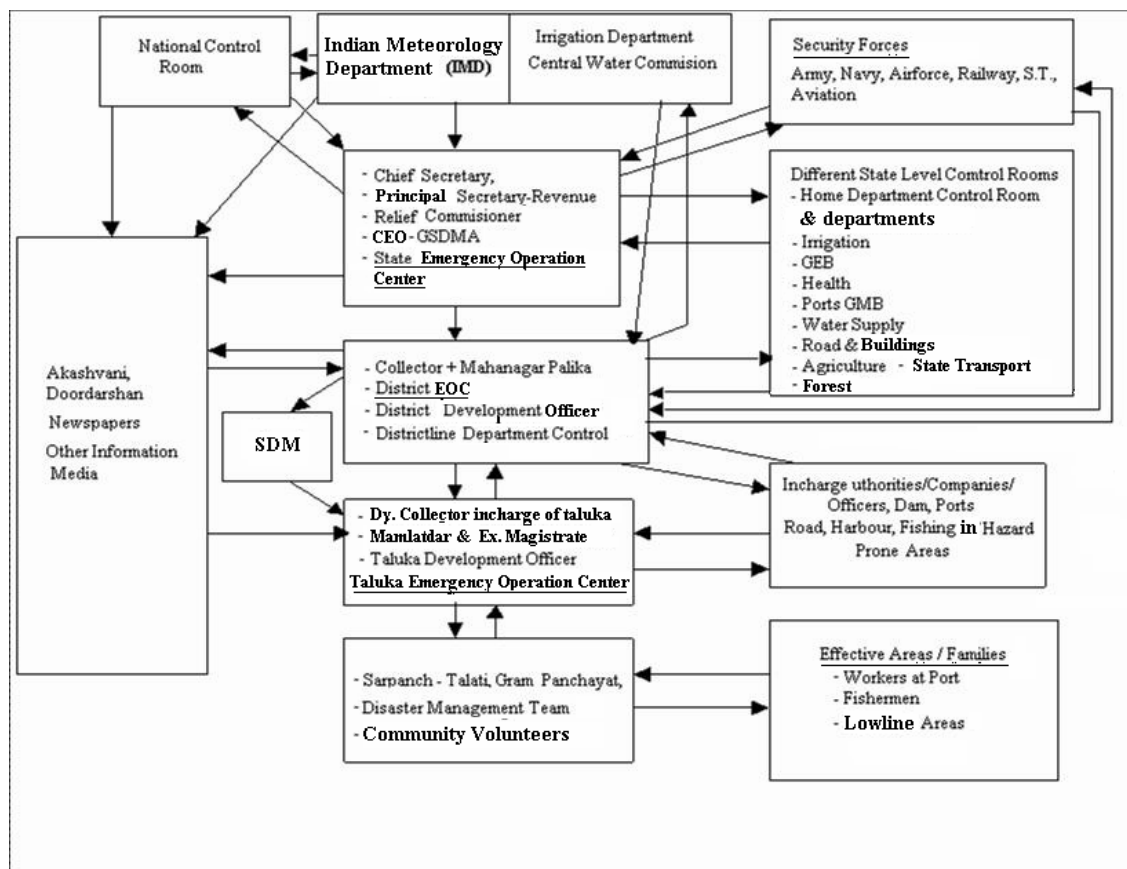 National Control
Room
Indian Meteorology
Department (IMD)
Irrigation Department
Central Water Commision
Security Forces
Army, Navy, Airforce, Railway, S.T.,
Aviation
- Chief Secretary,
- Principal Secretary-Revenue
- Relief Commisioner
- CEO-GSDMA
- State Emergency Operation
Center
Different State Level Comtrol Rooms
- Home Department Control Room
& departments
- Irrigation
- GEB
- Health
- Ports GMB
- Water Supply
- Road & Buildings
- Agriculture - State Transport
- Forest
Akashvani,
Doordarshan
Newspapers
Other Information
Media
- Collector + Mahanagar Palika
- District EOC
- District Development Officer
- Districtline Department Control
SDM
Incharge uthorities/Companies/
Officers, Dam, Ports
Road, Harbour, Fishing in Hazard
Prone Areas
- Dy. Collector incharge of taluka
- Mamlatdar & Ex. Magistrate
- Taluka Development Officer
Taluka Emergency Operation Center
- Sarpanch - Talati, Gram Panchayat,
- Disaster Management Team
- Community Volunteers
Effective Areas / Families
- Workers at Port
- Fishermen
- Lowline Areas